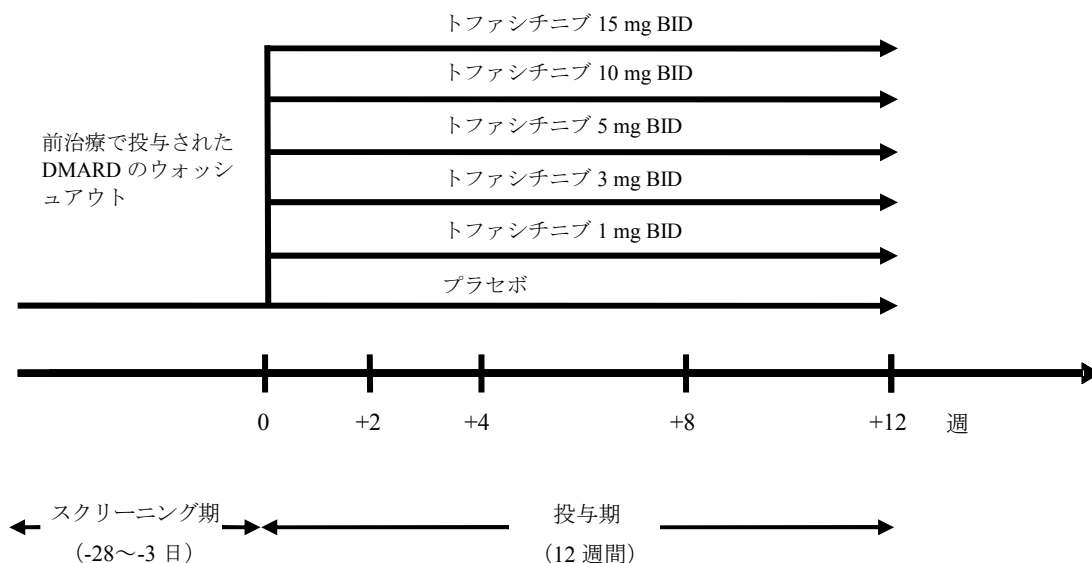 トファシチニブ 15 mg BID
トファシチニブ 10 mg BID
トファシチニブ 5 mg BID
トファシチニブ 3 mg BID
トファシチニブ 1 mg BID
プラセボ
前治療で投与された
DMARD のウォッシ
ュアウト
0 +2 +4 +8 +12 週
スクリーニング期
（-28～-3 日）
投与期
（12 週間）